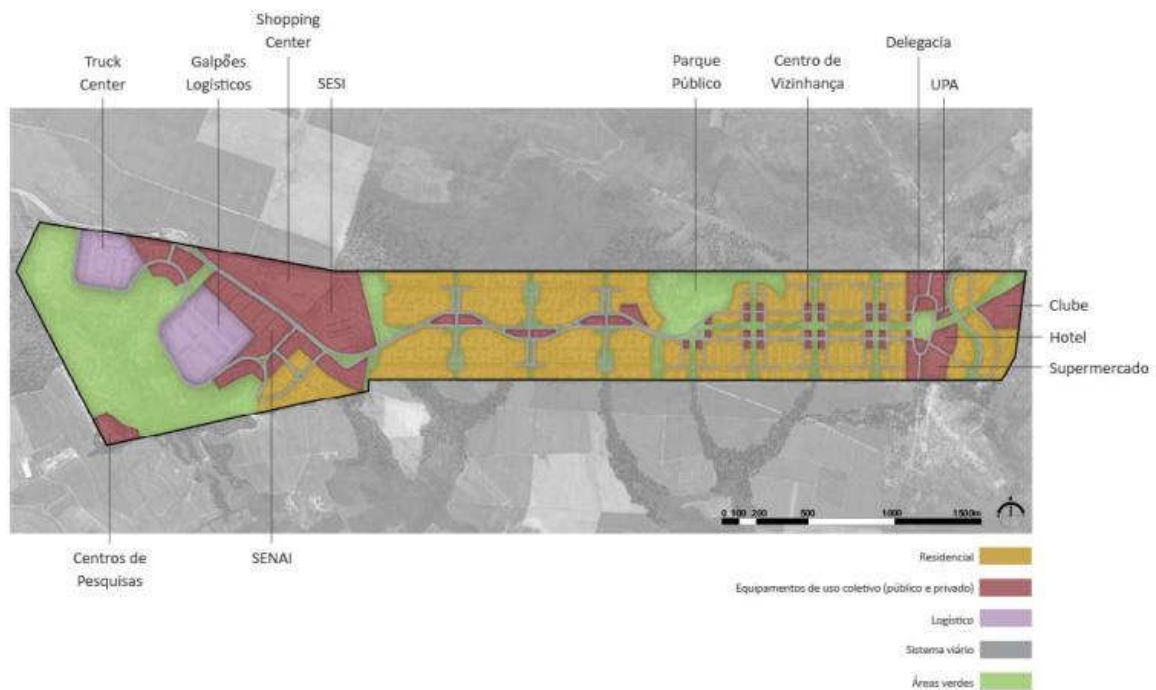 Shopping
Center
Delegacia
Truck
Center
Galpões
Logísticos
SESI
Parque
Público
Centro de
Vizinhança
UPA
Clube
Hotel
Supermercado
0 100 200 500 1000 1500m
Centros de
Pesquisas
SENAI
Residencial
Equipamentos de uso coletivo (público e privado)
Logístico
Sistema viário
Áreas verdes